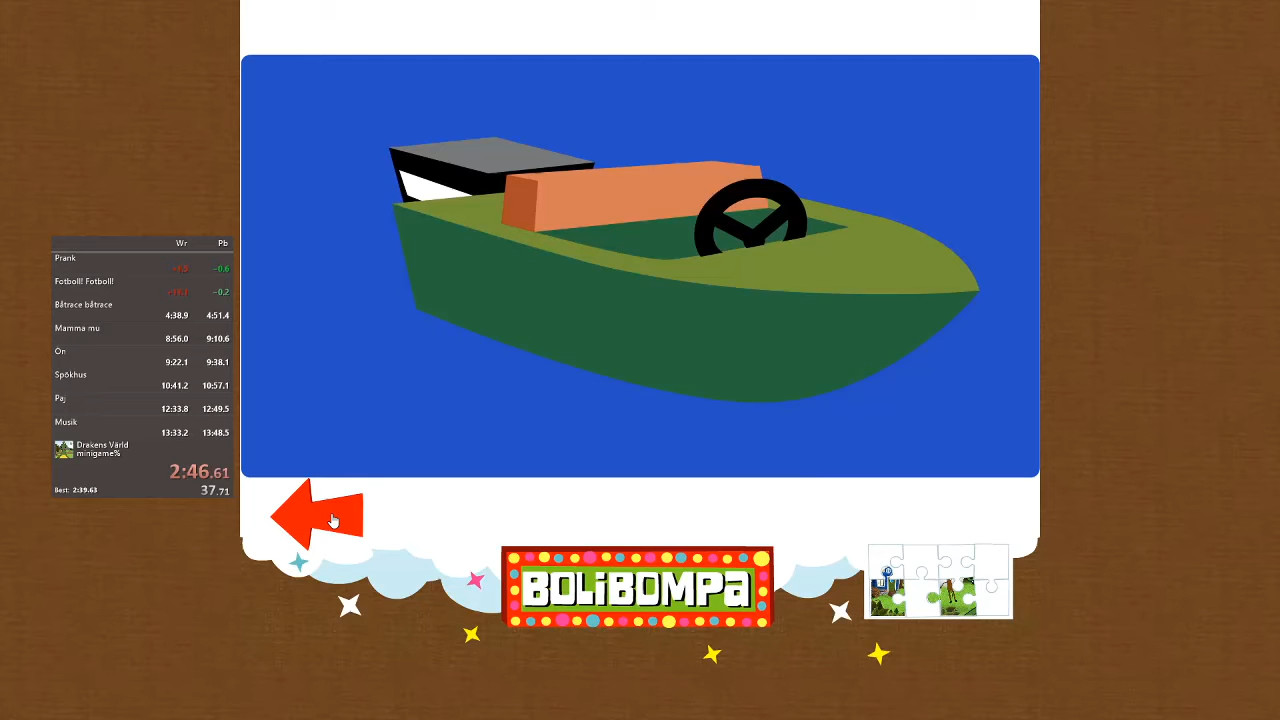 Wr Pb
Prank
-1.9 -0.6
Fotboll! Fotboll!
-0.2
Båtrace båtrace
4:38.9 4:51.4
Mamma mu
8:56.0 9:10.6
Ön
9:22.1 9:38.1
Spökhus
10:41.2 10:57.1
Paj
12:33.8 12:49.5
Musik
13:33.2 13:48.5
Drakens Värld
minigame%
2:46.61
Best: 2:39.63 37.71
BOLiBOMPa